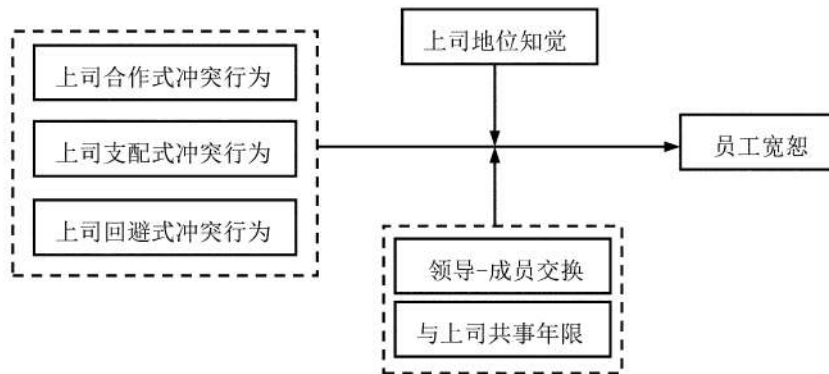 上司地位知觉
上司合作式冲突行为
上司支配式冲突行为
员工宽恕
上司回避式冲突行为
领导-成员交换
与上司共事年限